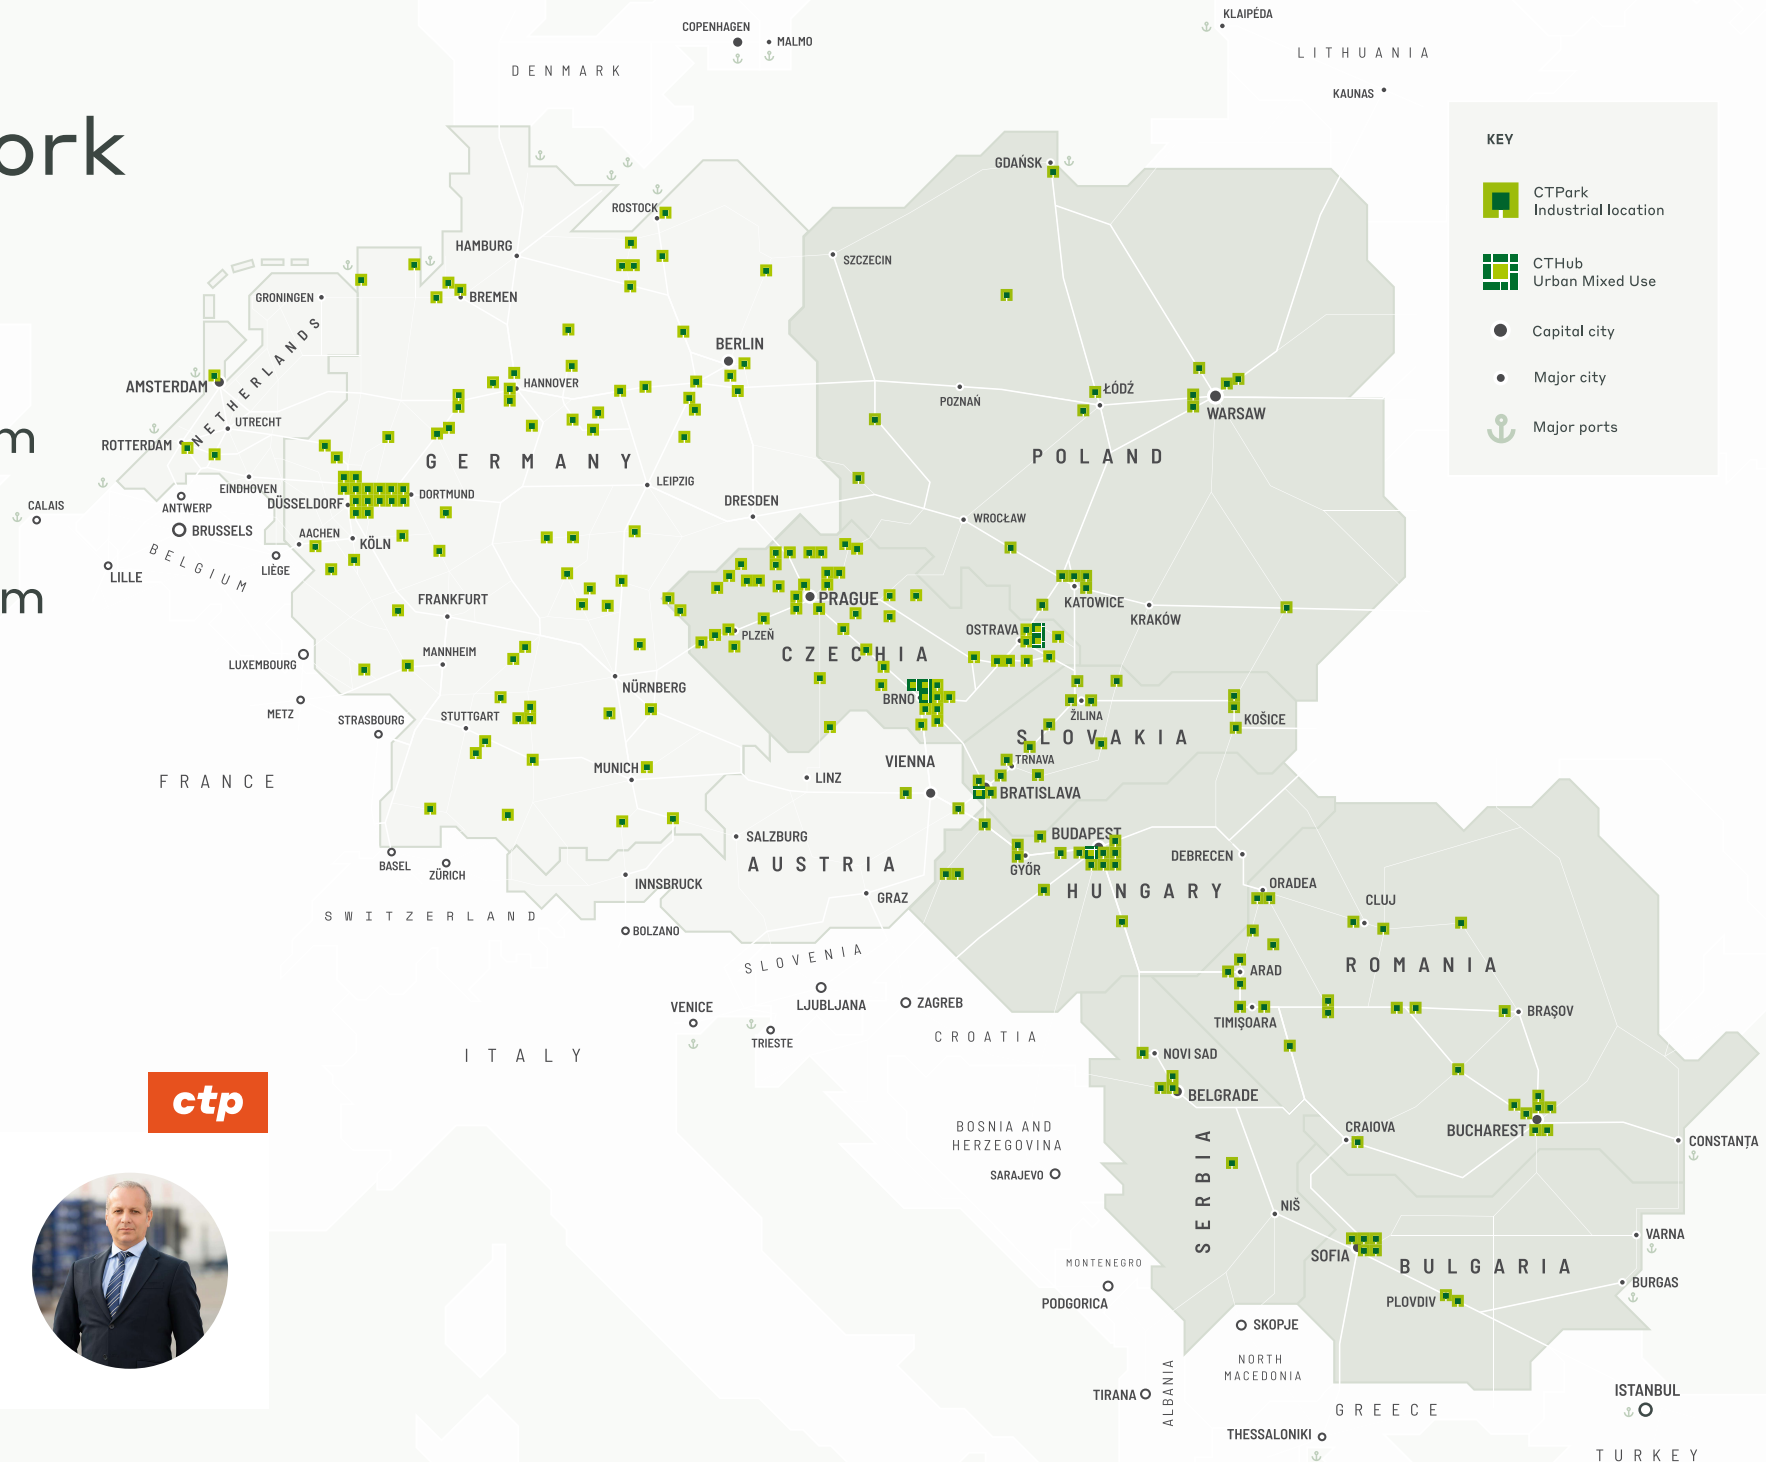 ork
m
m
COPENHAGEN
MALMO
DENMARK
KLAIPÉDA
LITHUANIA
KAUNAS
KEY
CTPark
Industrial location
CTHub
Urban Mixed Use
Capital city
Major city
Major ports
GDAŃSK
ROSTOCK
HAMBURG
SZCZECIN
GRONINGEN
BREMEN
BERLIN
NETHERLANDS
AMSTERDAM
HANNOVER
POZNAŃ
ŁÓDŹ
WARSAW
UTRECHT
ROTTERDAM
GERMANY
POLAND
EINDHOVEN
DÜSSELDORF
DORTMUND
LEIPZIG
DRESDEN
CALAIS
ANTWERP
BRUSSELS
WROCŁAW
AACHEN
KÖLN
BELGIUM
LIÈGE
LILLE
FRANKFURT
PRAGUE
KATOWICE
KRAKÓW
PLZEŇ
OSTRAVA
CZECHIA
LUXEMBOURG
MANNHEIM
NÜRNBERG
BRNO
METZ
STRASBOURG
STUTTGART
ŽILINA
KOŠICE
SLOVAKIA
FRANCE
MUNICH
LINZ
VIENNA
TRNAVA
BRATISLAVA
SALZBURG
BUDAPEST
BASEL
ZÜRICH
AUSTRIA
GYŐR
DEBRECEN
INNSBRUCK
GRAZ
HUNGARY
ORADEA
CLUJ
SWITZERLAND
BOLZANO
SLOVENIA
ROMANIA
ARAD
VENICE
LJUBLJANA
ZAGREB
TIMIȘOARA
BRAȘOV
TRIESTE
CROATIA
ITALY
NOVI SAD
BELGRADE
ctp
BOSNIA AND
HERZEGOVINA
CRAIOVA
BUCHAREST
CONSTANȚA
SARAJEVO
SERBIA
NIŠ
VARNA
SOFIA
BULGARIA
MONTENEGRO
BURGAS
PODGORICA
PLOVDIV
SKOPJE
NORTH
MACEDONIA
TIRANA
ALBANIA
GREECE
ISTANBUL
THESSALONIKI
TURKEY